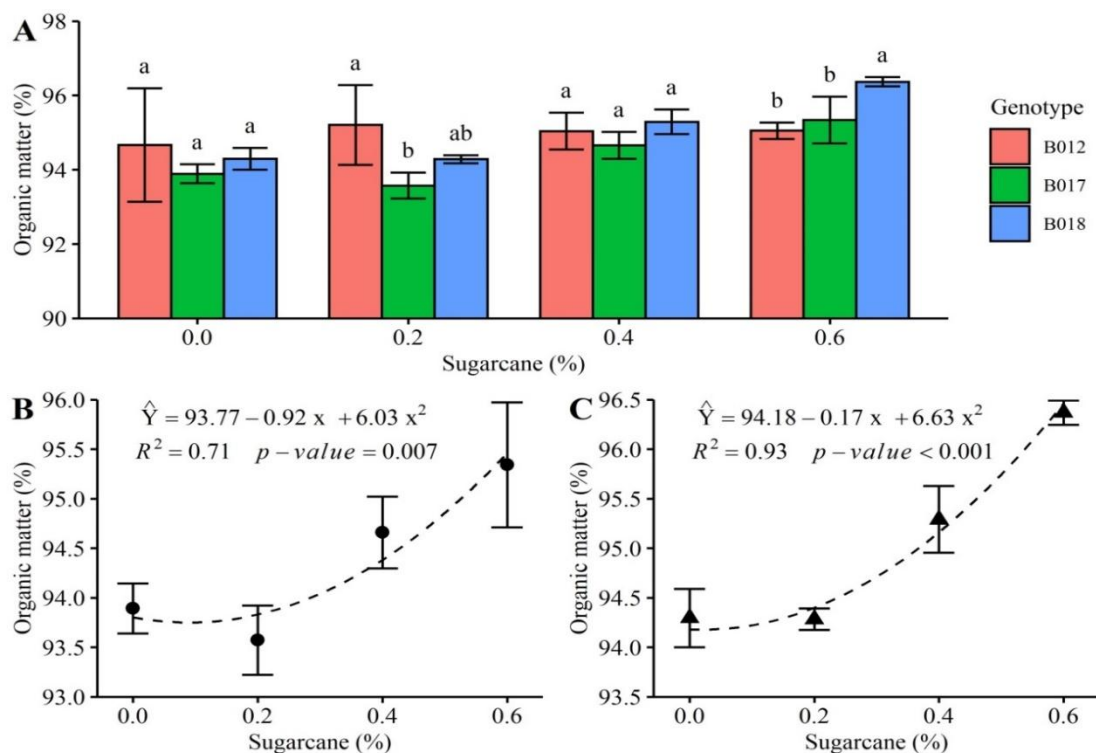 A
98
96
94
92
90
Organic matter (%)
a
a
a
a
b
ab
a
a
a
b
b
a
0.0
0.2
0.4
0.6
Sugarcane (%)
Genotype
B012
B017
B018
B
96.0
95.5
95.0
94.5
94.0
93.5
93.0
Organic matter (%)
Ŷ = 93.77 – 0.92 x + 6.03 x²
R² = 0.71 p – value = 0.007
0.0
0.2
0.4
0.6
Sugarcane (%)
C
96.5
96.0
95.5
95.0
94.5
94.0
93.5
Organic matter (%)
Ŷ = 94.18 – 0.17 x + 6.63 x²
R² = 0.93 p – value < 0.001
0.0
0.2
0.4
0.6
Sugarcane (%)